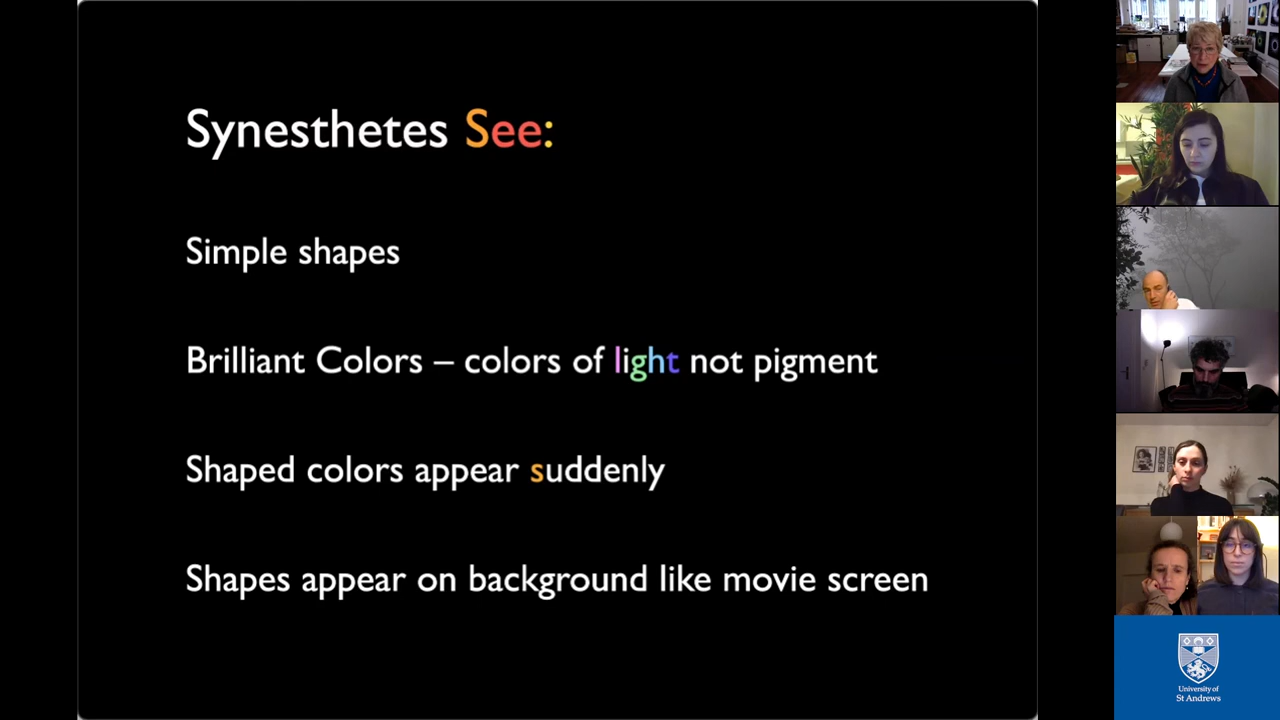 Synesthetes See:
Simple shapes
Brilliant Colors – colors of light not pigment
Shaped colors appear suddenly
Shapes appear on background like movie screen
University of
St Andrews